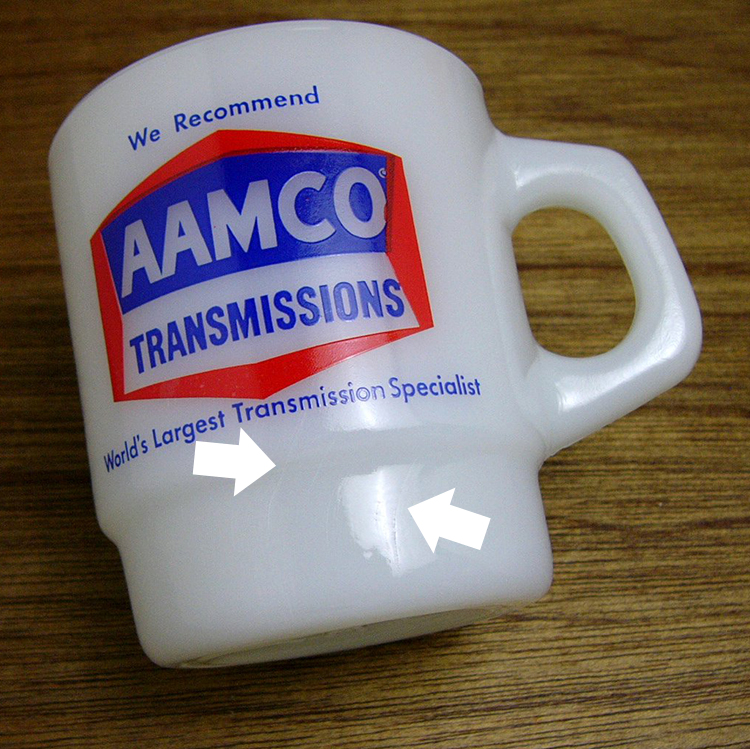 We Recommend
AAMCO®
TRANSMISSIONS
World's Largest Transmission Specialist